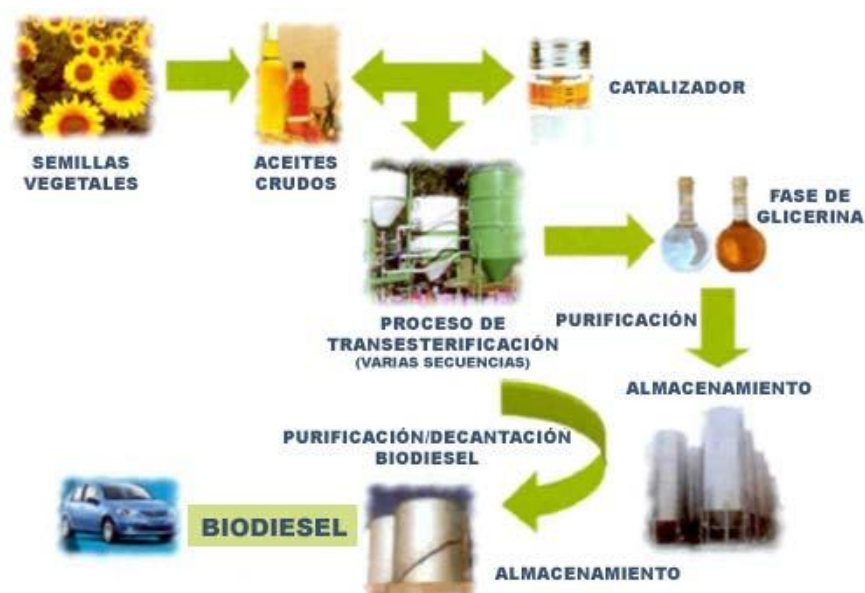 CATALIZADOR
SEMILLAS
VEGETALES
ACEITES
CRUDOS
FASE DE
GLICERINA
PROCESO DE
TRANSESTERIFICACIÓN
(VARIAS SECUENCIAS)
PURIFICACIÓN
ALMACENAMIENTO
PURIFICACIÓN/DECANTACIÓN
BIODIESEL
BIODIESEL
ALMACENAMIENTO